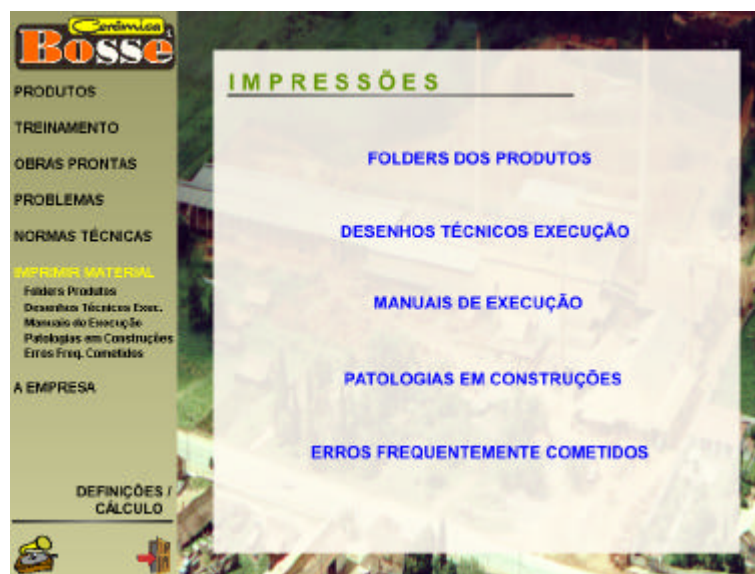 Cerâmica
Bosse
PRODUTOS
TREINAMENTO
OBRAS PRONTAS
PROBLEMAS
NORMAS TÉCNICAS
IMPRIMIR MATERIAL
Folders Produtos
Desenhos Técnicos Exec.
Manuais de Execução
Patologias em Construções
Erros Freq. Cometidos
A EMPRESA
DEFINIÇÕES /
CÁLCULO
IMPRESSÕES
FOLDERS DOS PRODUTOS
DESENHOS TÉCNICOS EXECUÇÃO
MANUAIS DE EXECUÇÃO
PATOLOGIAS EM CONSTRUÇÕES
ERROS FREQUENTEMENTE COMETIDOS